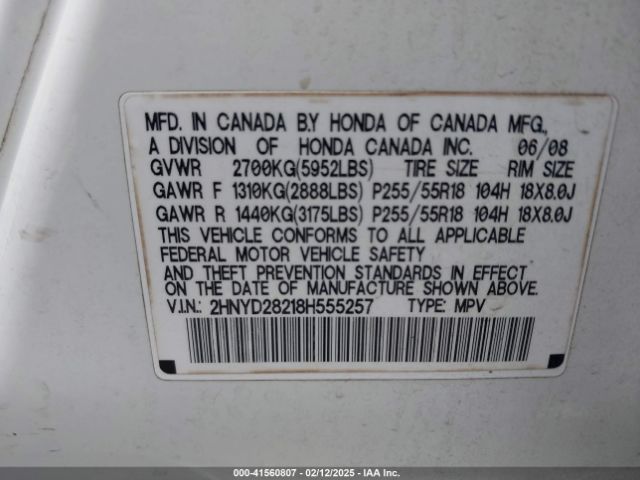 MFD. IN CANADA B.Y HONDA OF CANADA MFG.,
A DIVISION OF HONDA CANADA INC. 06/08
GVWR 2700KG(5952LBS) TIRE SIZE RIM SIZE
GAWR F 1310KG(2888LBS) P255/55R18 104H 18X8.0J
GAWR R 1440KG(3175LBS) P255/55R18 104H 18X8.0J
THIS VEHICLE CONFORMS TO ALL APPLICABLE
FEDERAL MOTOR VEHICLE SAFETY
AND THEFT PREVENTION STANDARDS IN EFFECT
ON THE DATE OF MANUFACTURE SHOWN ABOVE.
V.I.N.: 2HNYD28218H555257 TYPE: MPV
000-41560807 - 02/12/2025 - IAA Inc.